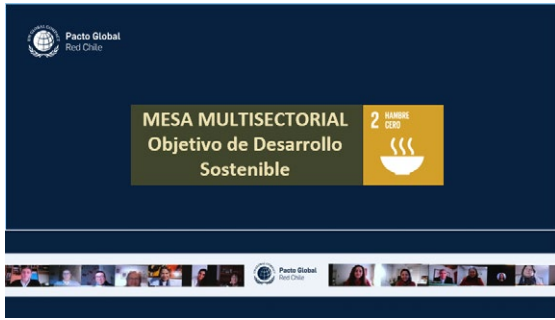 Pacto Global
Red Chile
MESA MULTISECTORIAL
Objetivo de Desarrollo
Sostenible
2 HAMBRE
CERO
Pacto Global
Red Chile